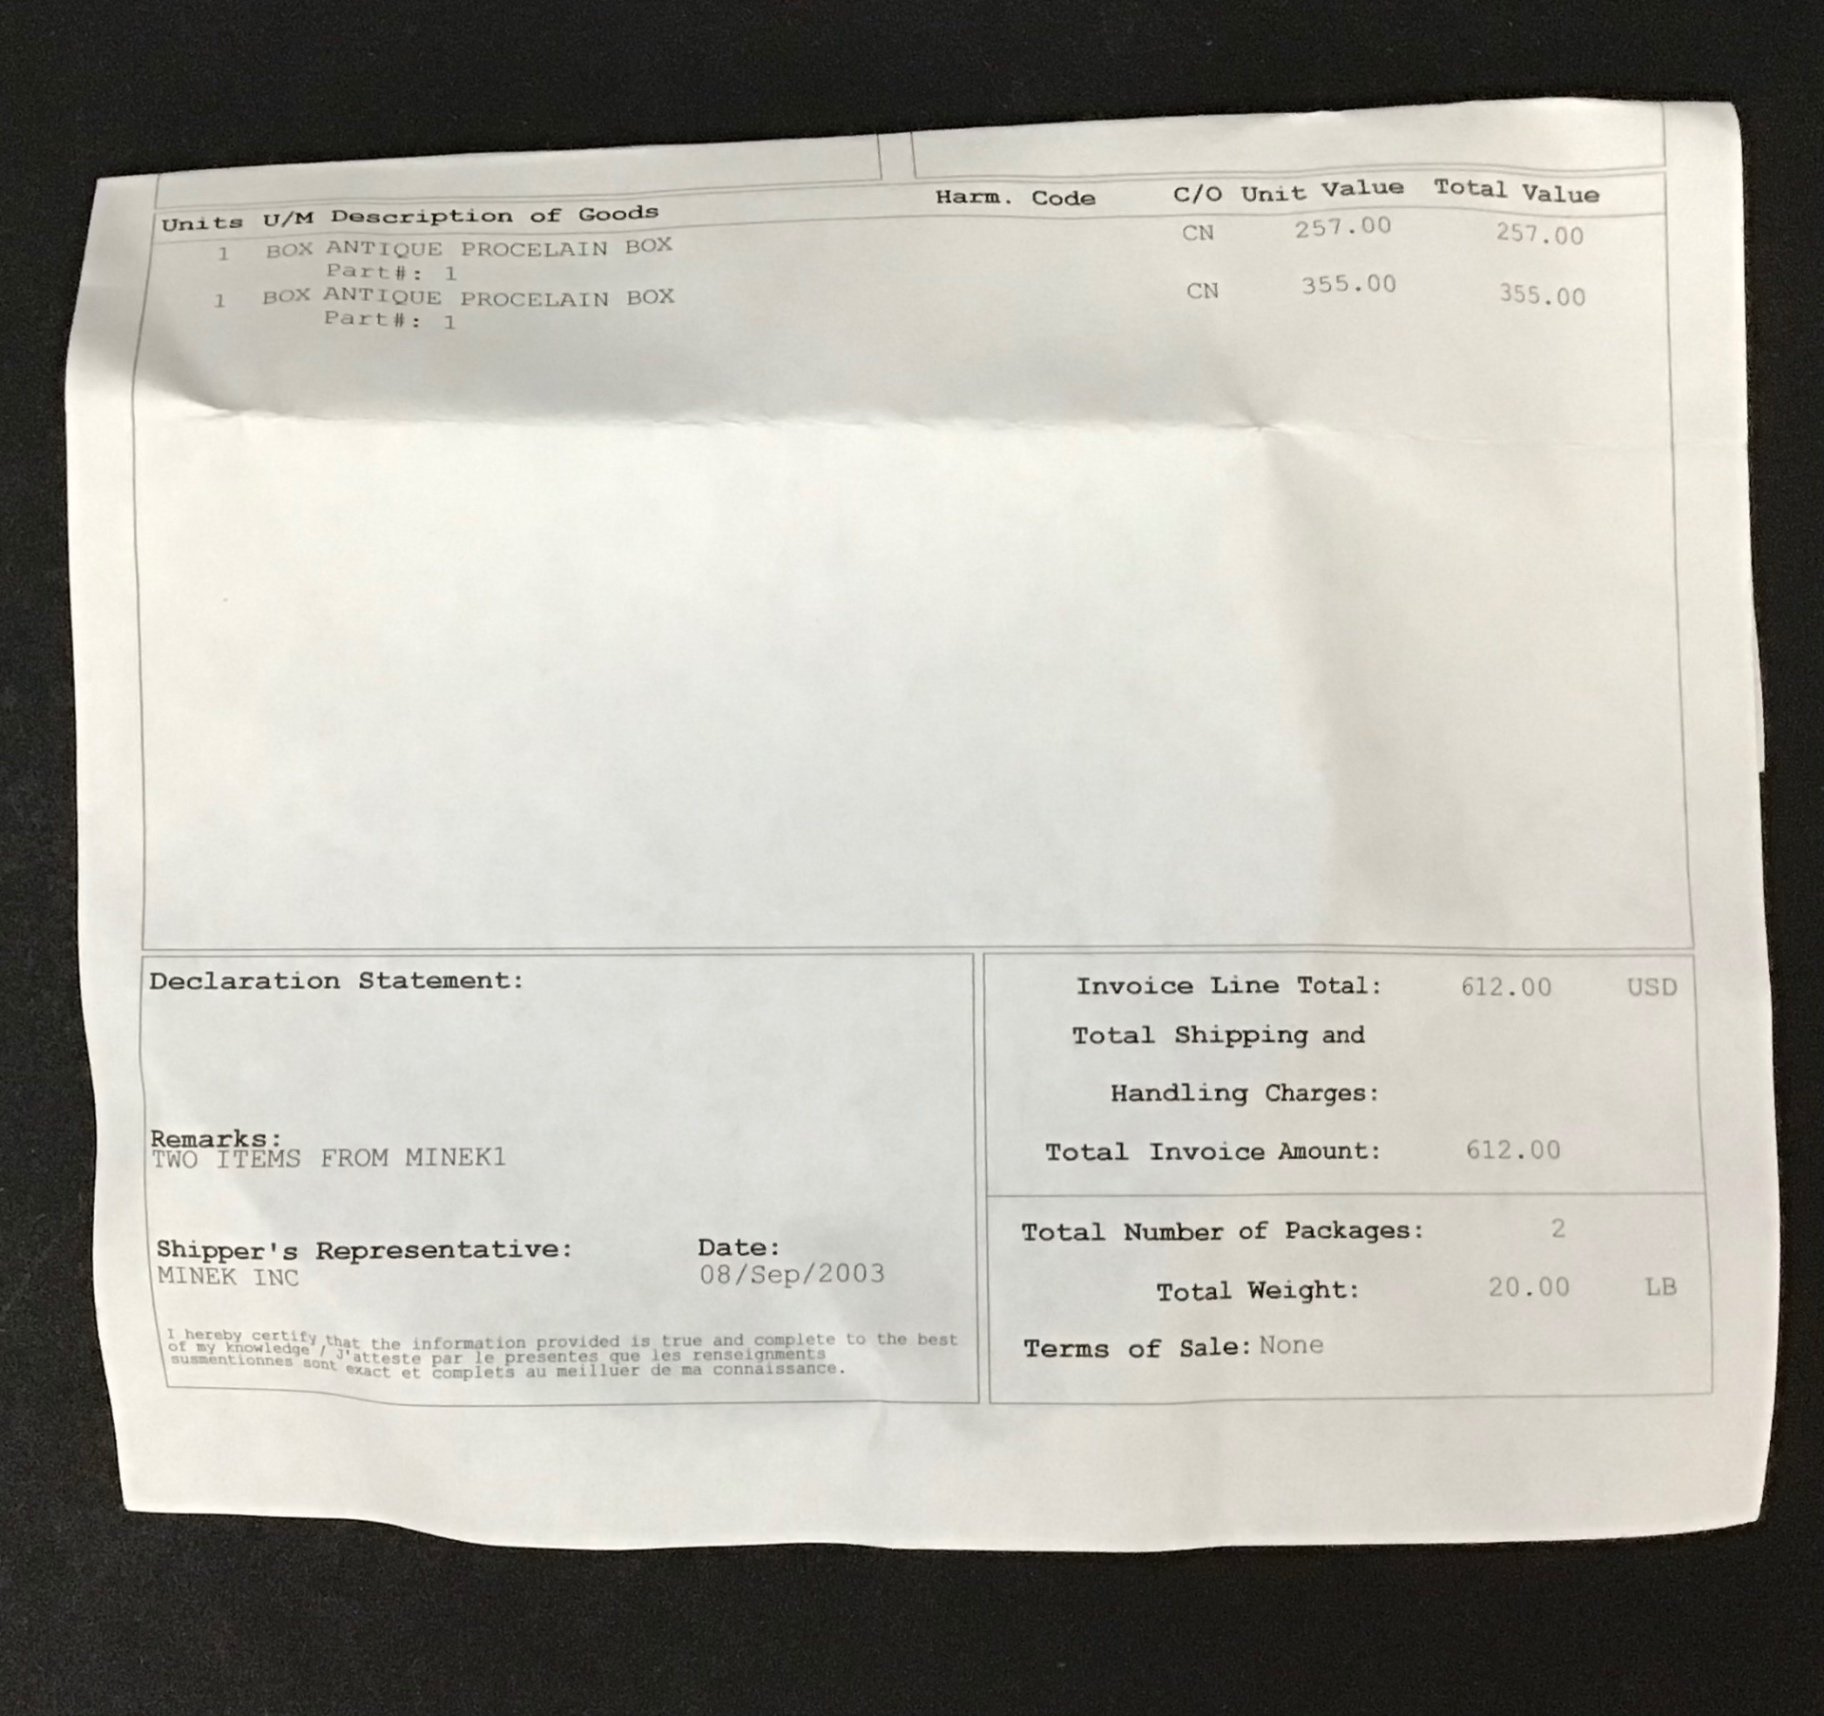 Units U/M Description of Goods Harm. Code C/O Unit Value Total Value
1 BOX ANTIQUE PROCELAIN BOX CN 257.00 257.00
Part#: 1
1 BOX ANTIQUE PROCELAIN BOX CN 355.00 355.00
Part#: 1
Declaration Statement:
Remarks:
TWO ITEMS FROM MINEK1
Shipper's Representative: Date:
MINEK INC 08/Sep/2003
I hereby certify that the information provided is true and complete to the best
of my knowledge / J'atteste par le presentes que les renseignments
susmentionnes sont exact et complets au meilluer de ma connaissance.
Invoice Line Total: 612.00 USD
Total Shipping and
Handling Charges:
Total Invoice Amount: 612.00
Total Number of Packages: 2
Total Weight: 20.00 LB
Terms of Sale: None